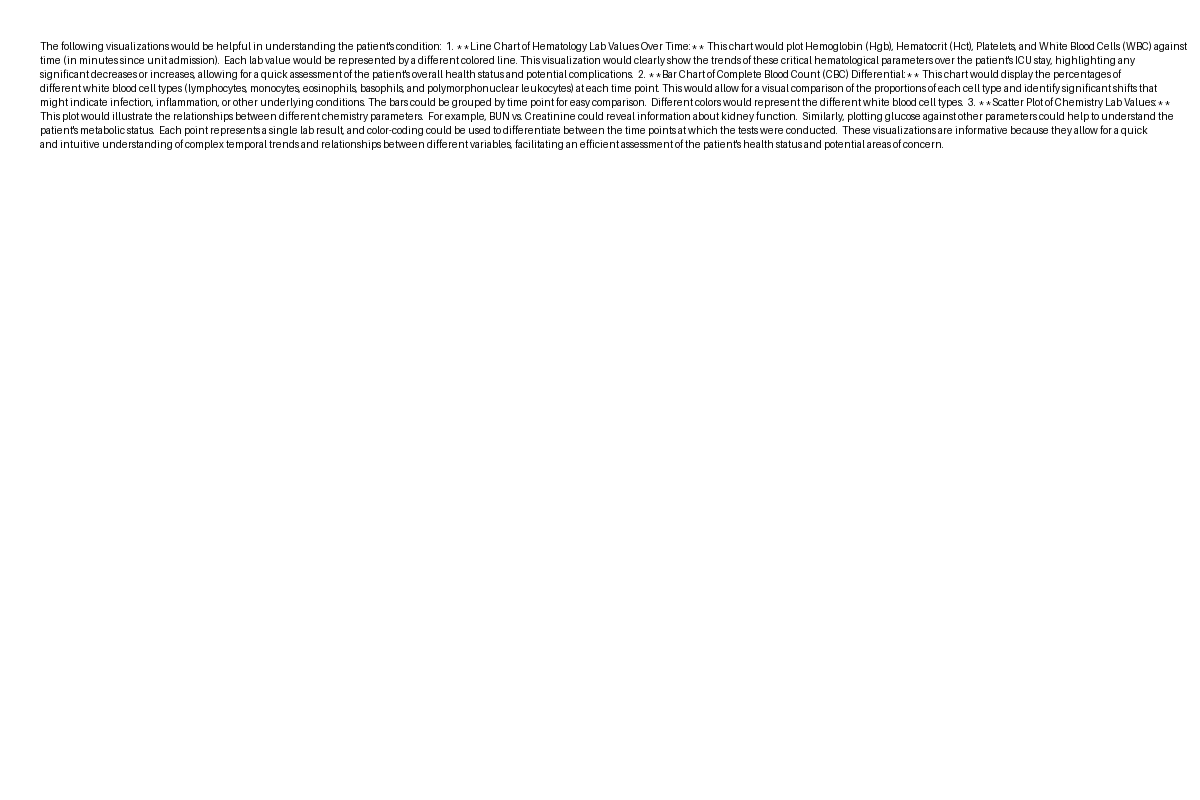 The following visualizations would be helpful in understanding the patient's condition:  1. **Line Chart of Hematology Lab Values Over Time:** This chart would plot Hemoglobin (Hgb), Hematocrit (Hct), Platelets, and White Blood Cells (WBC) against
time (in minutes since unit admission).  Each lab value would be represented by a different colored line. This visualization would clearly show the trends of these critical hematological parameters over the patient's ICU stay, highlighting any
significant decreases or increases, allowing for a quick assessment of the patient's overall health status and potential complications.  2. **Bar Chart of Complete Blood Count (CBC) Differential:** This chart would display the percentages of
different white blood cell types (lymphocytes, monocytes, eosinophils, basophils, and polymorphonuclear leukocytes) at each time point. This would allow for a visual comparison of the proportions of each cell type and identify significant shifts that
might indicate infection, inflammation, or other underlying conditions. The bars could be grouped by time point for easy comparison.  Different colors would represent the different white blood cell types.  3. **Scatter Plot of Chemistry Lab Values:**
This plot would illustrate the relationships between different chemistry parameters.  For example, BUN vs. Creatinine could reveal information about kidney function.  Similarly, plotting glucose against other parameters could help to understand the
patient's metabolic status.  Each point represents a single lab result, and color-coding could be used to differentiate between the time points at which the tests were conducted.  These visualizations are informative because they allow for a quick
and intuitive understanding of complex temporal trends and relationships between different variables, facilitating an efficient assessment of the patient's health status and potential areas of concern.